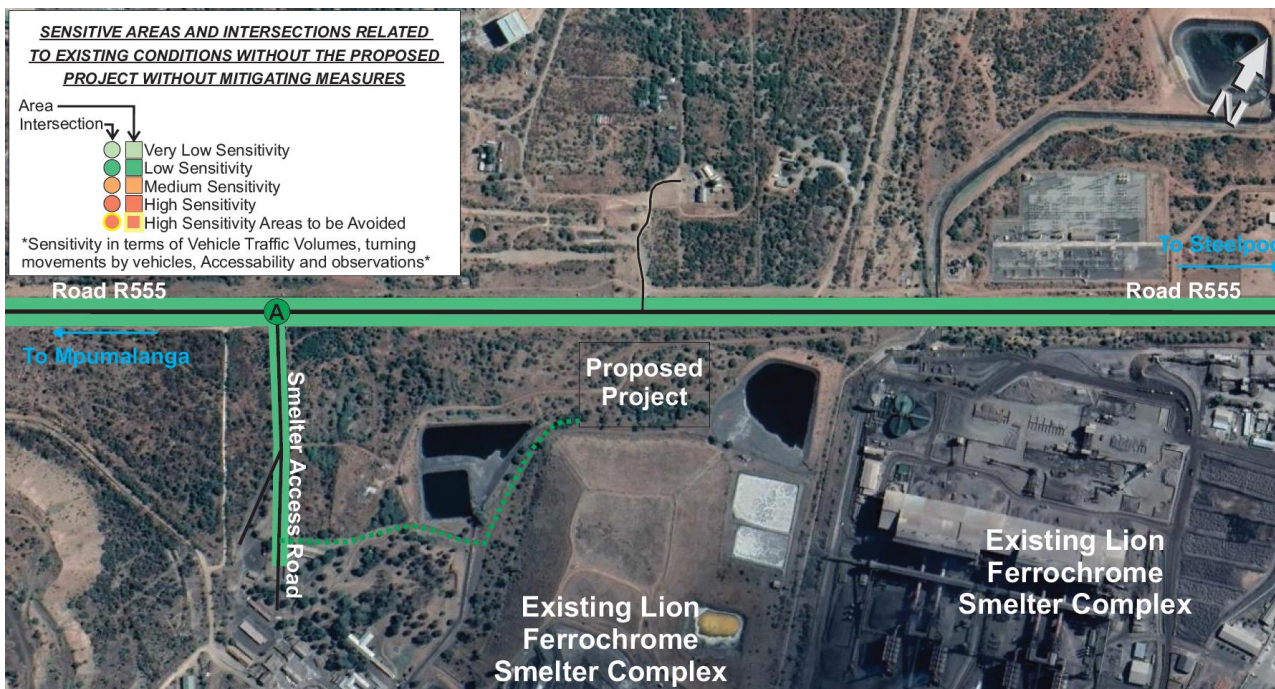 SENSITIVE AREAS AND INTERSECTIONS RELATED
TO EXISTING CONDITIONS WITHOUT THE PROPOSED
PROJECT WITHOUT MITIGATING MEASURES
Area
Intersection
Very Low Sensitivity
Low Sensitivity
Medium Sensitivity
High Sensitivity
High Sensitivity Areas to be Avoided
*Sensitivity in terms of Vehicle Traffic Volumes, turning
movements by vehicles, Accessability and observations*
N
To Steelpoo
Road R555
Road R555
A
To Mpumalanga
Smelter Access Road
Proposed
Project
Existing Lion
Ferrochrome
Smelter Complex
Existing Lion
Ferrochrome
Smelter Complex